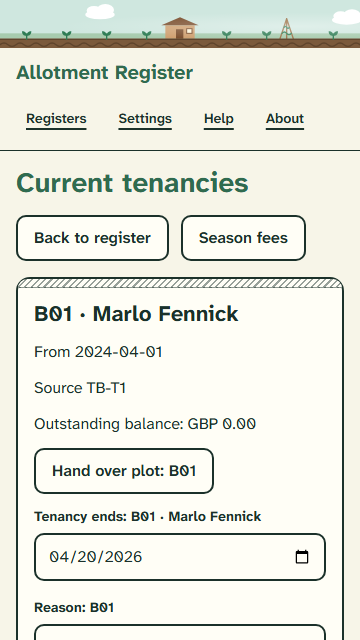 Allotment Register
Registers Settings Help About
Current tenancies
Back to register Season fees
B01 · Marlo Fennick
From 2024-04-01
Source TB-T1
Outstanding balance: GBP 0.00
Hand over plot: B01
Tenancy ends: B01 · Marlo Fennick
04/20/2026
Reason: B01